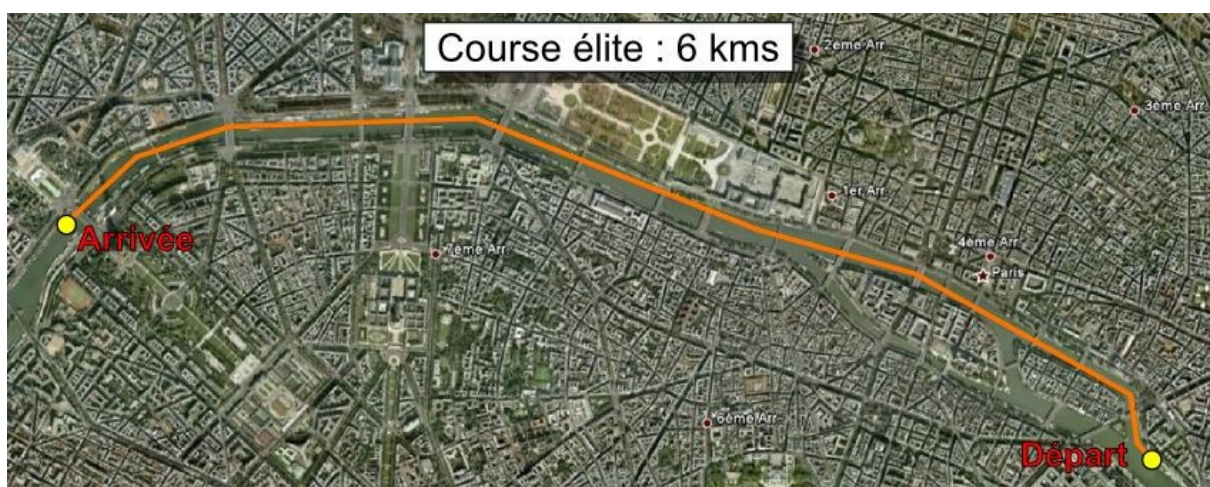 Course élite : 6 kms
2ème Arr.
3ème Arr.
1er Arr.
Arrivée
7ème Arr.
4ème Arr.
Paris
6ème Arr.
Départ